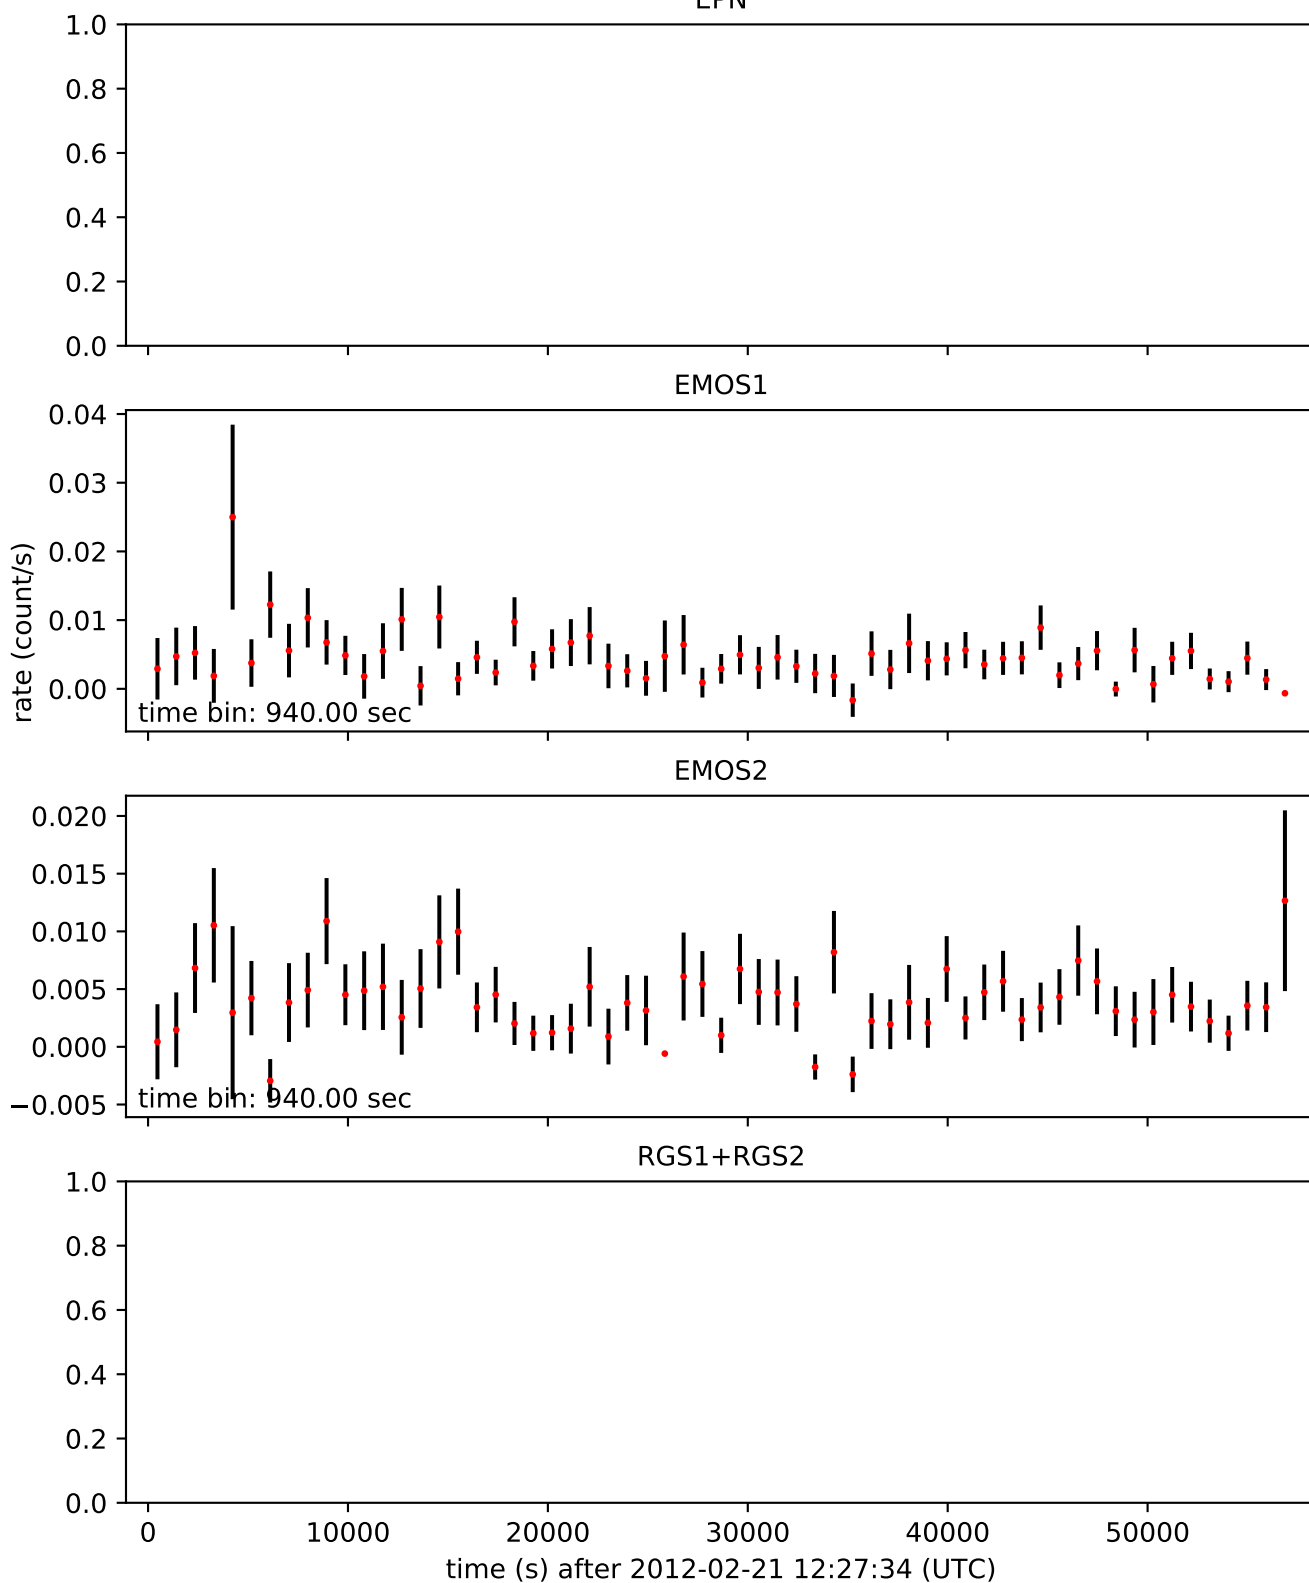 EPN
1.0
0.8
0.6
0.4
0.2
0.0
EMOS1
0.04
0.03
0.02
0.01
0.00
rate (count/s)
time bin: 940.00 sec
EMOS2
0.020
0.015
0.010
0.005
0.000
−0.005
time bin: 940.00 sec
RGS1+RGS2
1.0
0.8
0.6
0.4
0.2
0.0
0 10000 20000 30000 40000 50000
time (s) after 2012-02-21 12:27:34 (UTC)